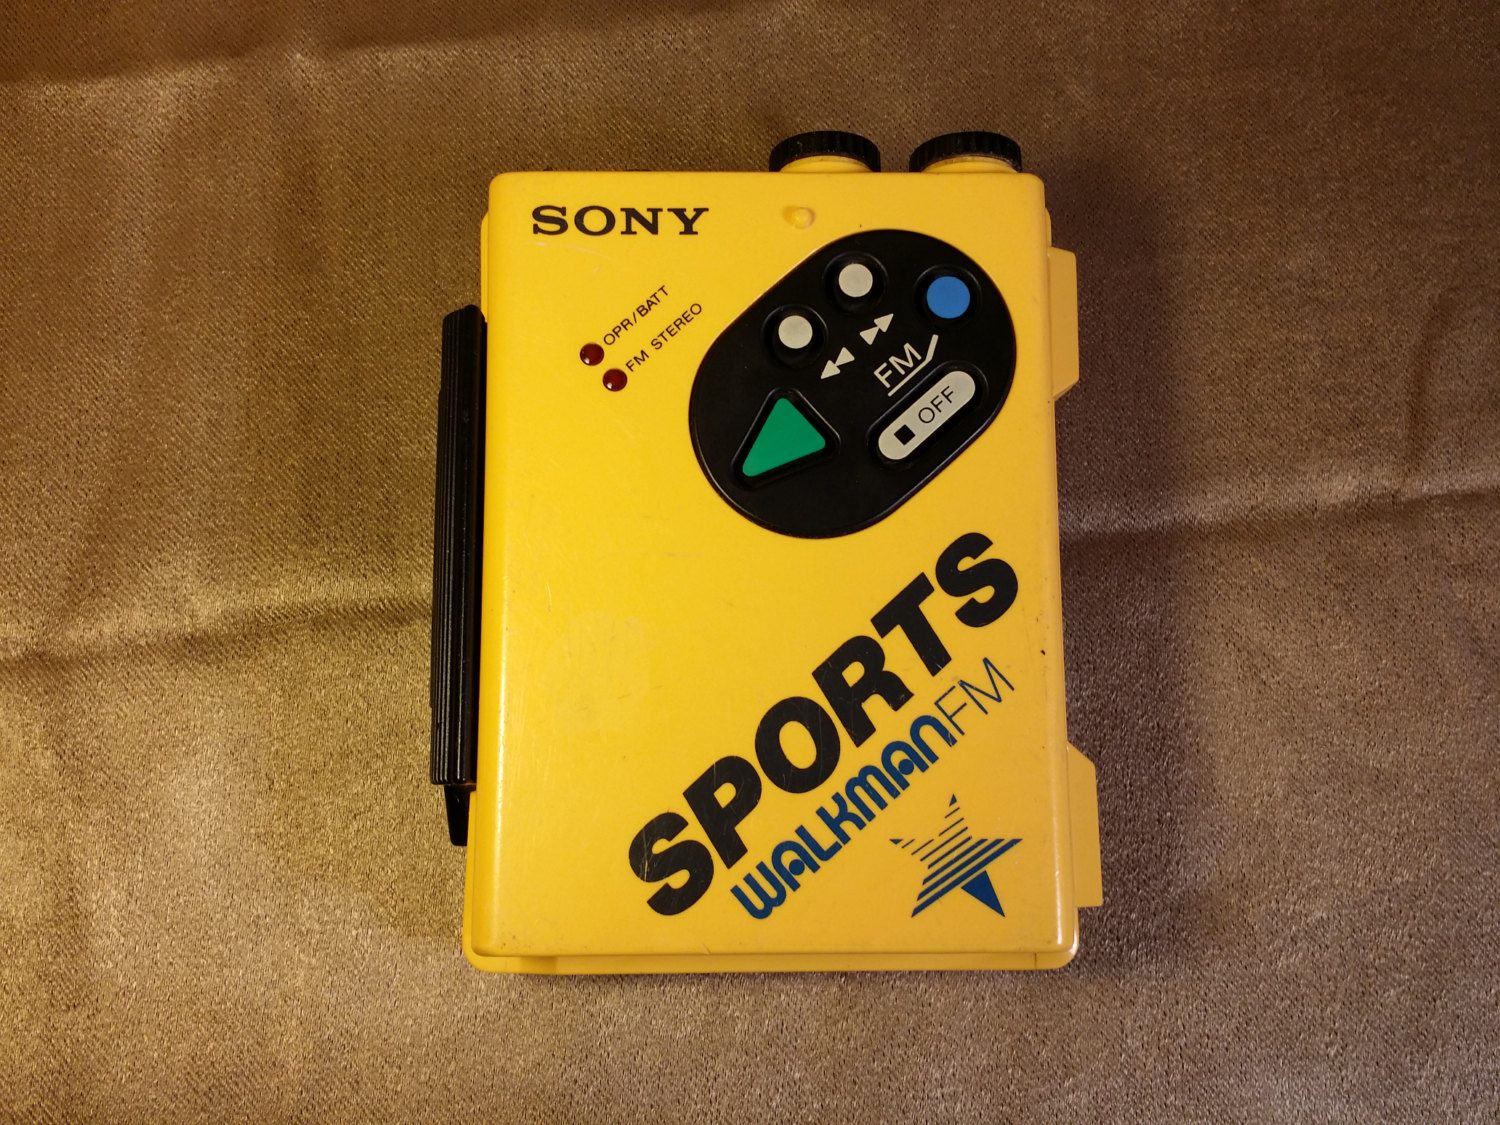 SONY
OPR/BATT
FM STEREO
FM
OFF
SPORTS
WALKMAN FM